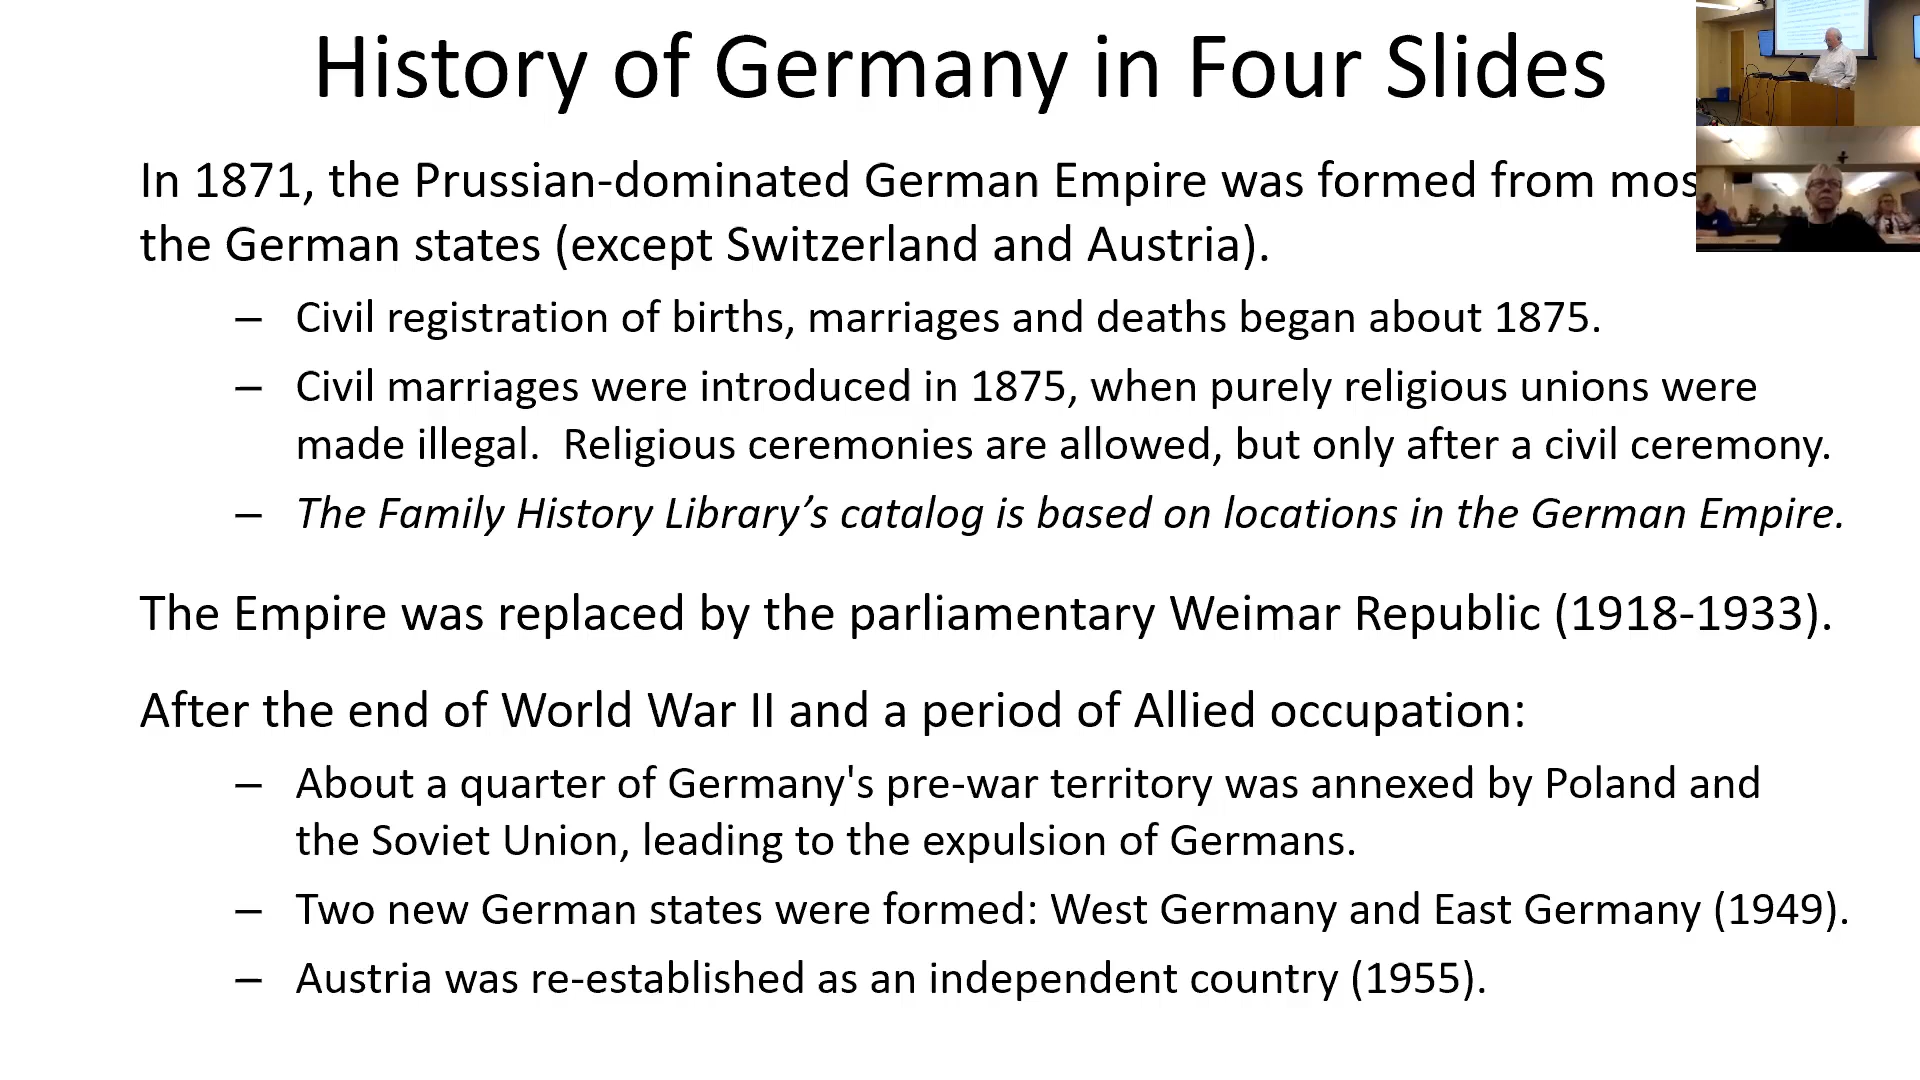 History of Germany in Four Slides
In 1871, the Prussian-dominated German Empire was formed from
the German states (except Switzerland and Austria).
– Civil registration of births, marriages and deaths began about 1875.
– Civil marriages were introduced in 1875, when purely religious unions were
made illegal.  Religious ceremonies are allowed, but only after a civil ceremony.
– The Family History Library’s catalog is based on locations in the German Empire.
The Empire was replaced by the parliamentary Weimar Republic (1918-1933).
After the end of World War II and a period of Allied occupation:
– About a quarter of Germany's pre-war territory was annexed by Poland and
the Soviet Union, leading to the expulsion of Germans.
– Two new German states were formed: West Germany and East Germany (1949).
– Austria was re-established as an independent country (1955).